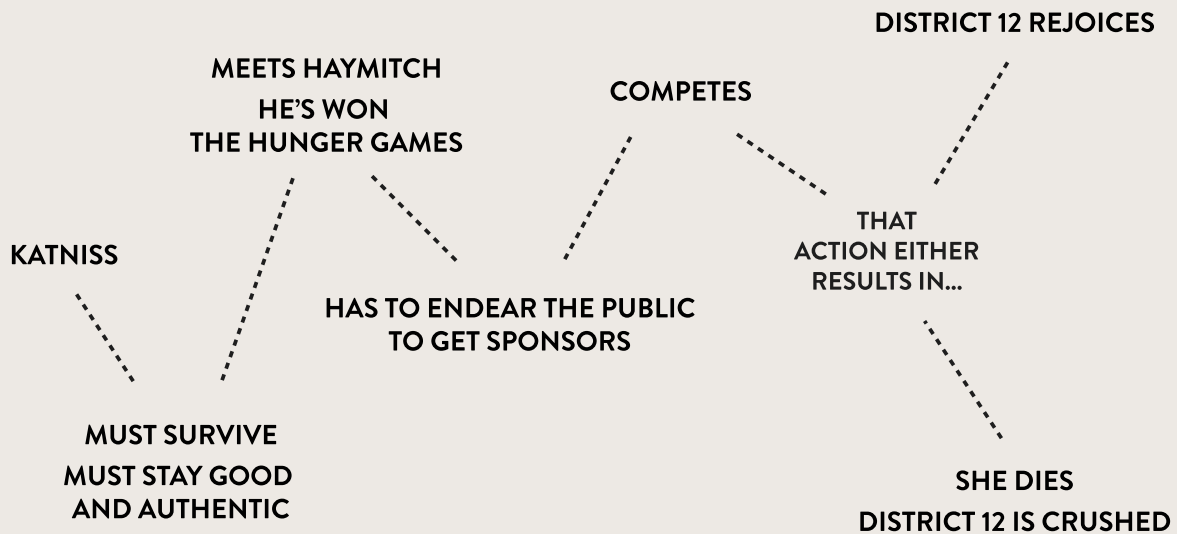 KATNISS
MUST SURVIVE
MUST STAY GOOD
AND AUTHENTIC
MEETS HAYMITCH
HE’S WON
THE HUNGER GAMES
HAS TO ENDEAR THE PUBLIC
TO GET SPONSORS
COMPETES
THAT
ACTION EITHER
RESULTS IN...
DISTRICT 12 REJOICES
SHE DIES
DISTRICT 12 IS CRUSHED